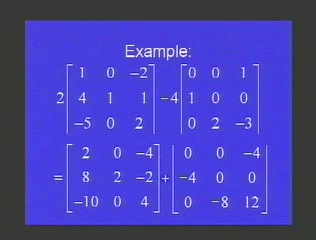 Example:
2 [1 0 -2; 4 1 1; -5 0 2] -4 [0 0 1; 1 0 0; 0 2 -3]
= [2 0 -4; 8 2 -2; -10 0 4] + [0 0 -4; -4 0 0; 0 -8 12]